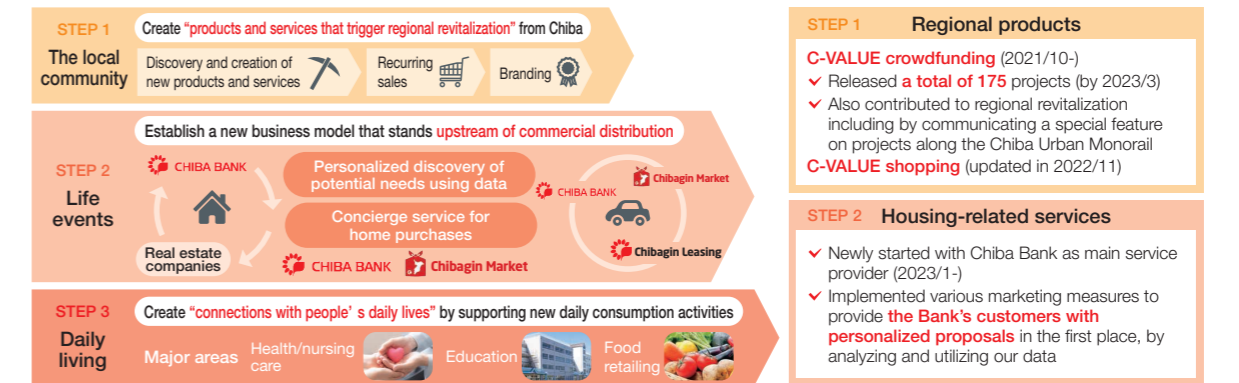 STEP 1
The local
community
Create “products and services that trigger regional revitalization” from Chiba
Discovery and creation of
new products and services
Recurring
sales
Branding
STEP 2
Life
events
Establish a new business model that stands upstream of commercial distribution
CHIBA BANK
Real estate
companies
Personalized discovery of
potential needs using data
Concierge service for
home purchases
CHIBA BANK
Chibagin Market
CHIBA BANK
Chibagin Market
Chibagin Leasing
STEP 3
Daily
living
Create “connections with people’ s daily lives” by supporting new daily consumption activities
Major areas
Health/nursing
care
Education
Food
retailing
STEP 1
Regional products
C-VALUE crowdfunding (2021/10-)
Released a total of 175 projects (by 2023/3)
Also contributed to regional revitalization
including by communicating a special feature
on projects along the Chiba Urban Monorail
C-VALUE shopping (updated in 2022/11)
STEP 2
Housing-related services
Newly started with Chiba Bank as main service
provider (2023/1-)
Implemented various marketing measures to
provide the Bank’s customers with
personalized proposals in the first place, by
analyzing and utilizing our data